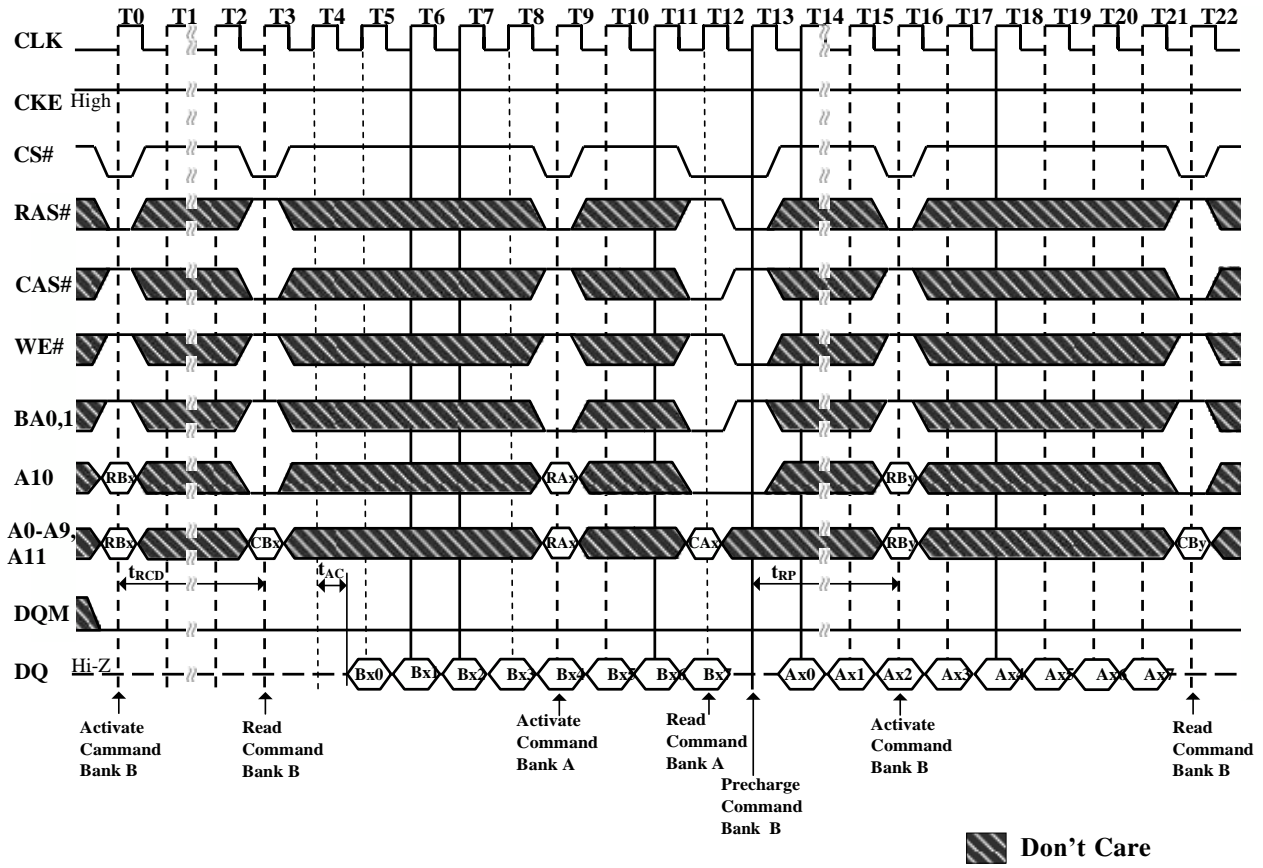 T0 T1 T2 T3 T4 T5 T6 T7 T8 T9 T10 T11 T12 T13 T14 T15 T16 T17 T18 T19 T20 T21 T22
CLK
CKE High
CS#
RAS#
CAS#
WE#
BA0,1
A10 RBx RAx RBy
A0-A9,
A11
RBx CBx RAx CAx RBy CBy
tRCD tAC tRP
DQM
DQ Hi-Z Bx0 Bx1 Bx2 Bx3 Bx4 Bx5 Bx6 Bx7 Ax0 Ax1 Ax2 Ax3 Ax4 Ax5 Ax6 Ax7
Activate
Cammand
Bank B
Read
Command
Bank B
Activate
Command
Bank A
Read
Command
Bank A
Precharge
Command
Bank B
Activate
Command
Bank B
Read
Command
Bank B
Don't Care